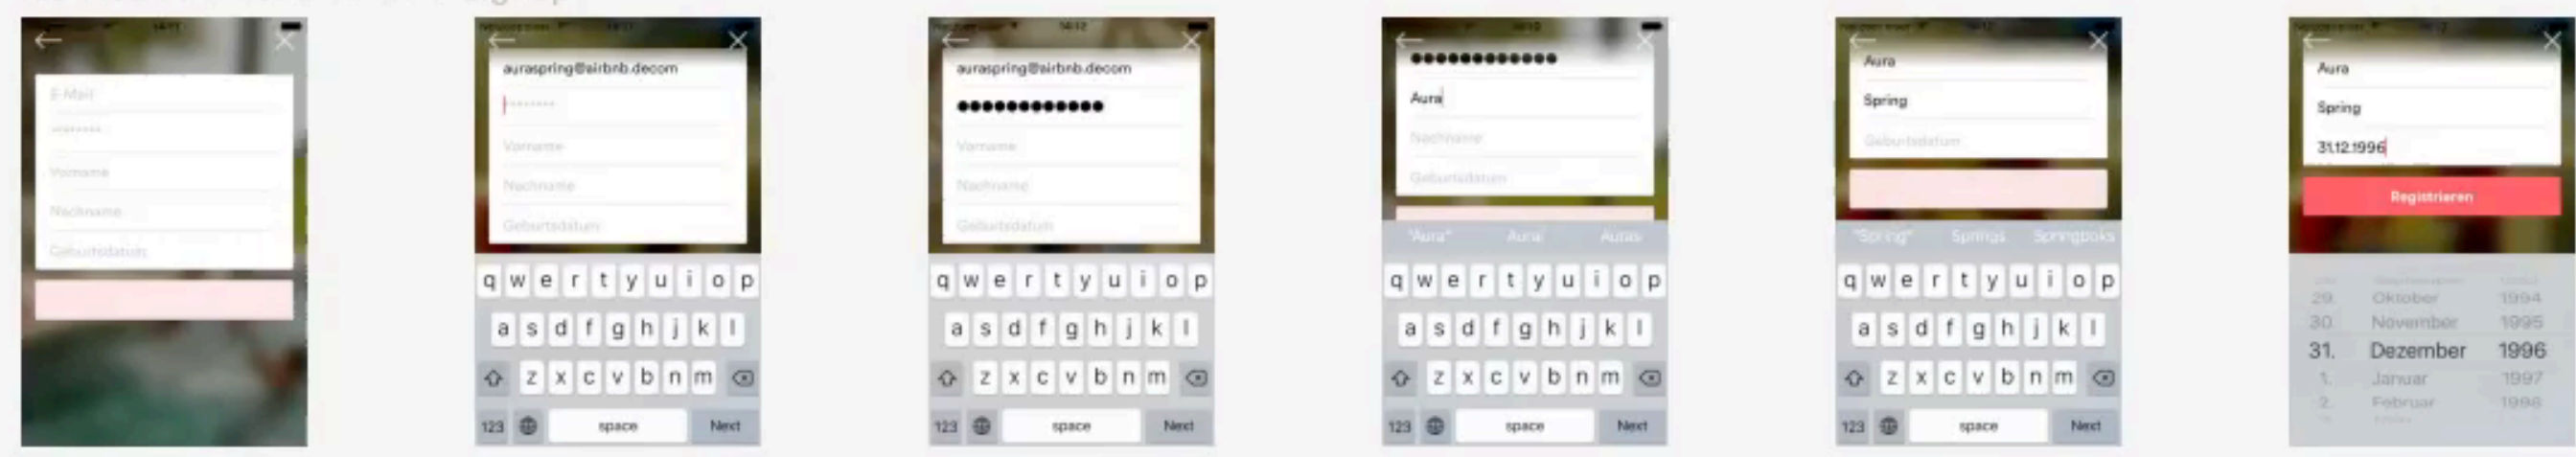 E-Mail
Vorname
Nachname
Geburtsdatum
auraspring@airbnb.decom
Vorname
Nachname
Geburtsdatum
q w e r t y u i o p
a s d f g h j k l
z x c v b n m
123 space Next
14:12
auraspring@airbnb.decom
●●●●●●●●●●●●
Vorname
Nachname
Geburtsdatum
q w e r t y u i o p
a s d f g h j k l
z x c v b n m
123 space Next
●●●●●●●●●●●●
Aura
Nachname
Geburtsdatum
"Aura" Aura Auras
q w e r t y u i o p
a s d f g h j k l
z x c v b n m
123 space Next
Aura
Spring
Geburtsdatum
"Spring" Springs Springboks
q w e r t y u i o p
a s d f g h j k l
z x c v b n m
123 space Next
Aura
Spring
31.12.1996
Registrieren
29. Oktober 1994
30. November 1995
31. Dezember 1996
1. Januar 1997
2. Februar 1998